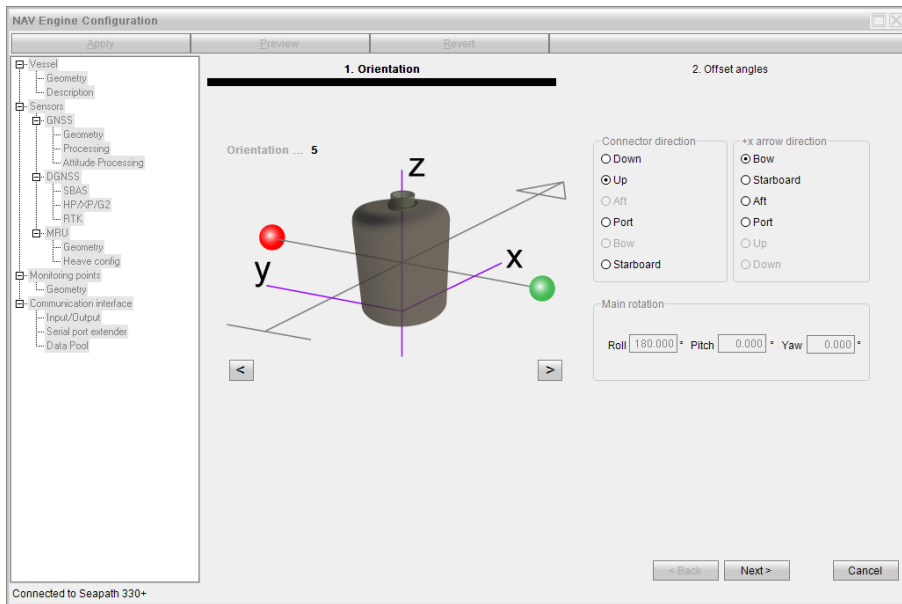 NAV Engine Configuration
Apply Preview Revert
Vessel
Geometry
Description
Sensors
GNSS
Geometry
Processing
Attitude Processing
DGNSS
SBAS
HP/XP/G2
RTK
MRU
Geometry
Heave config
Monitoring points
Geometry
Communication interface
Input/Output
Serial port extender
Data Pool
1. Orientation 2. Offset angles
Orientation ... 5
z
y
x
<
>
Connector direction
Down
Up
Aft
Port
Bow
Starboard
+x arrow direction
Bow
Starboard
Aft
Port
Up
Down
Main rotation
Roll 180.000 ° Pitch 0.000 ° Yaw 0.000 °
< Back Next > Cancel
Connected to Seapath 330+